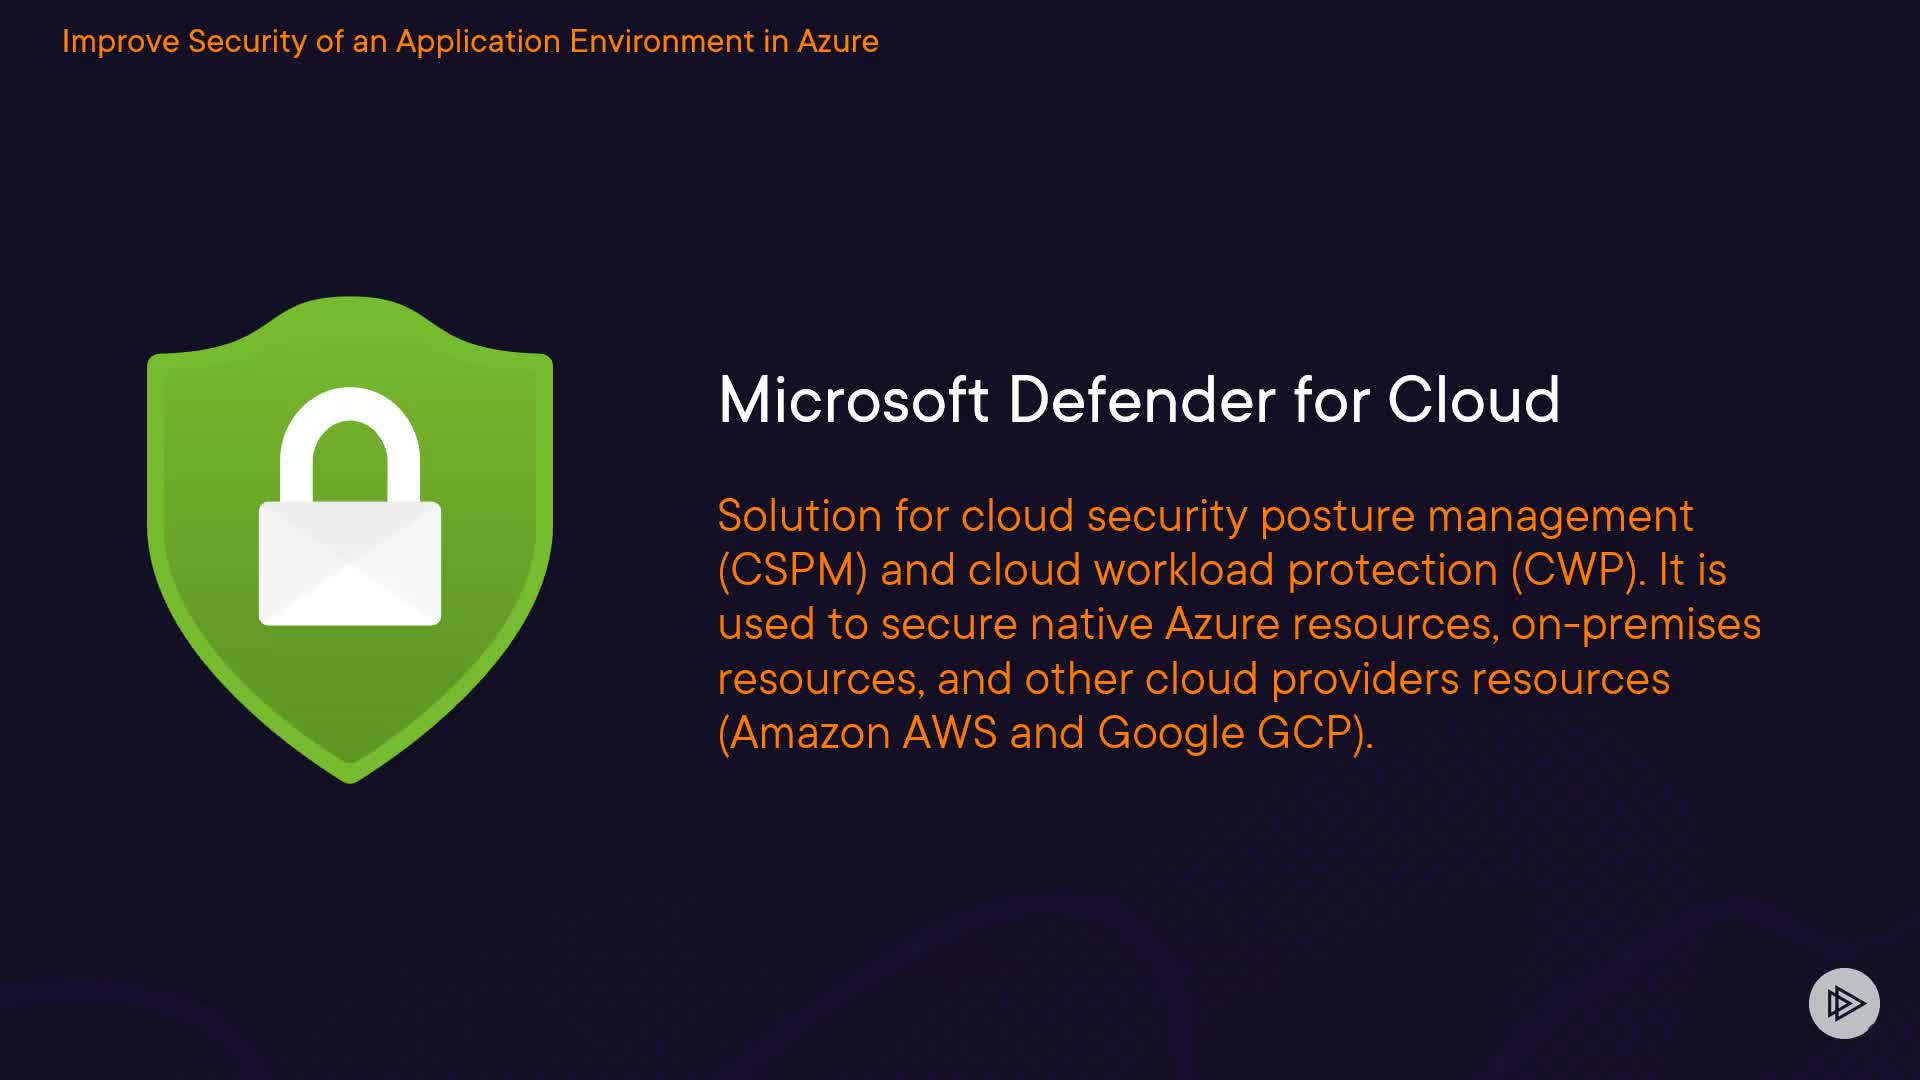 Improve Security of an Application Environment in Azure
Microsoft Defender for Cloud
Solution for cloud security posture management
(CSPM) and cloud workload protection (CWP). It is
used to secure native Azure resources, on-premises
resources, and other cloud providers resources
(Amazon AWS and Google GCP).